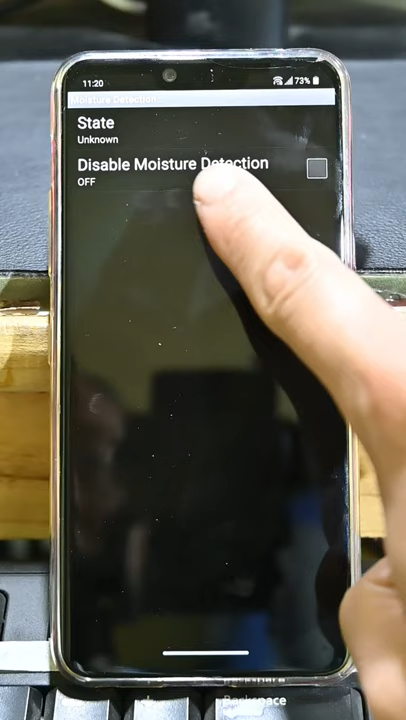 11:20
73%
Moisture Detection
State
Unknown
Disable Moisture Detection
OFF
Backspace